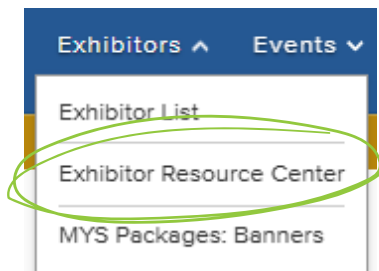 Exhibitors Events
Exhibitor List
Exhibitor Resource Center
MYS Packages: Banners